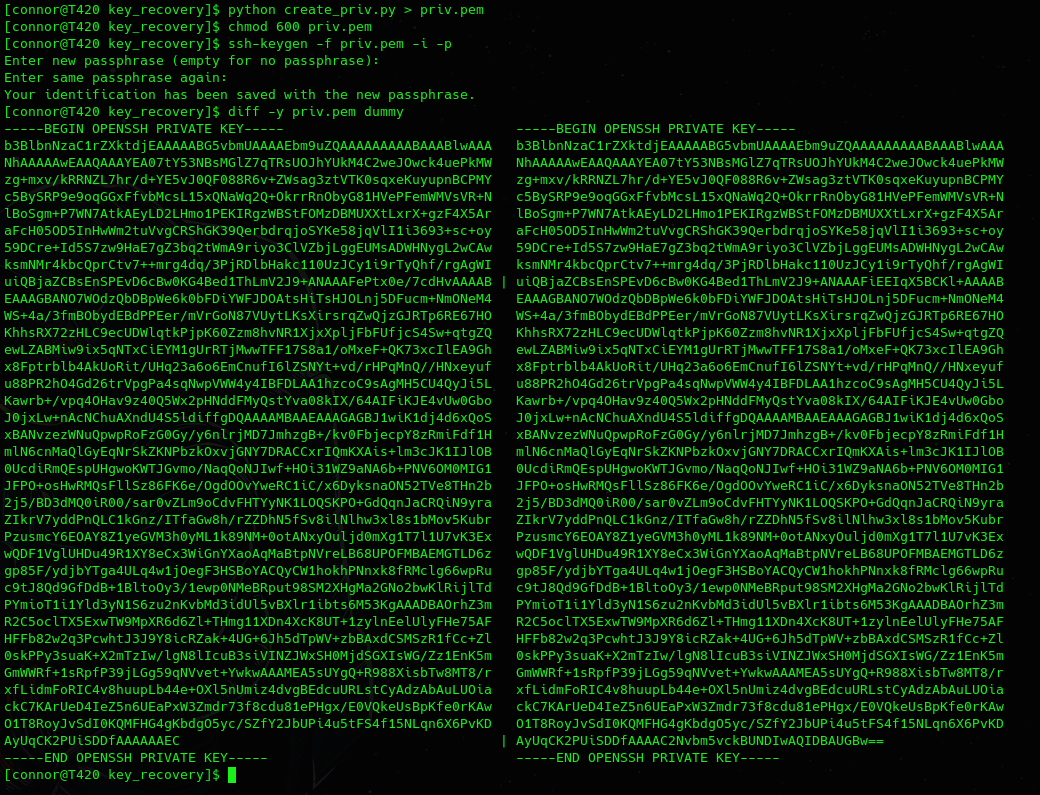 [connor@T420 key_recovery]$ python create_priv.py > priv.pem
[connor@T420 key_recovery]$ chmod 600 priv.pem
[connor@T420 key_recovery]$ ssh-keygen -f priv.pem -i -p
Enter new passphrase (empty for no passphrase):
Enter same passphrase again:
Your identification has been saved with the new passphrase.
[connor@T420 key_recovery]$ diff -y priv.pem dummy
-----BEGIN OPENSSH PRIVATE KEY----- -----BEGIN OPENSSH PRIVATE KEY-----
b3BlbnNzaC1rZXktdjEAAAAABG5vbmUAAAAEbm9uZQAAAAAAAAABAAABlwAAA b3BlbnNzaC1rZXktdjEAAAAABG5vbmUAAAAEbm9uZQAAAAAAAAABAAABlwAAA
NhAAAAAwEAAQAAAYEA07tY53NBsMGlZ7qTRsUOJhYUkM4C2weJOwck4uePkMW NhAAAAAwEAAQAAAYEA07tY53NBsMGlZ7qTRsUOJhYUkM4C2weJOwck4uePkMW
zg+mxv/kRRNZL7hr/d+YE5vJ0QF088R6v+ZWsag3ztVTK0sqxeKuyupnBCPMY zg+mxv/kRRNZL7hr/d+YE5vJ0QF088R6v+ZWsag3ztVTK0sqxeKuyupnBCPMY
c5BySRP9e9oqGGxFfvbMcsL15xQNaWq2Q+OkrrRnObyG81HVePFemWMVsVR+N c5BySRP9e9oqGGxFfvbMcsL15xQNaWq2Q+OkrrRnObyG81HVePFemWMVsVR+N
lBoSgm+P7WN7AtkAEyLD2LHmo1PEKIRgzWBStFOMzDBMUXXtLxrX+gzF4X5Ar lBoSgm+P7WN7AtkAEyLD2LHmo1PEKIRgzWBStFOMzDBMUXXtLxrX+gzF4X5Ar
aFcH05OD5InHwWm2tuVvgCRShGK39QerbdrqjoSYKe58jqVlI1i3693+sc+oy aFcH05OD5InHwWm2tuVvgCRShGK39QerbdrqjoSYKe58jqVlI1i3693+sc+oy
59DCre+Id5S7zw9HaE7gZ3bq2tWmA9riyo3ClVZbjLggEUMsADWHNygL2wCAw 59DCre+Id5S7zw9HaE7gZ3bq2tWmA9riyo3ClVZbjLggEUMsADWHNygL2wCAw
ksmNMr4kbcQprCtv7++mrg4dq/3PjRDlbHakc110UzJCy1i9rTyQhf/rgAgWI ksmNMr4kbcQprCtv7++mrg4dq/3PjRDlbHakc110UzJCy1i9rTyQhf/rgAgWI
uiQBjaZCBsEnSPEvD6cBw0KG4Bed1ThLmV2J9+ANAAAFePtx0e/7cdHvAAAAB | uiQBjaZCBsEnSPEvD6cBw0KG4Bed1ThLmV2J9+ANAAAFiEEIqX5BCKl+AAAAB
EAAAGBANO7WOdzQbDBpWe6k0bFDiYWFJDOAtsHiTsHJOLnj5DFucm+NmONeM4 EAAAGBANO7WOdzQbDBpWe6k0bFDiYWFJDOAtsHiTsHJOLnj5DFucm+NmONeM4
WS+4a/3fmBObydEBdPPEer/mVrGoN87VUytLKsXirsrqZwQjzGJRTp6RE67HO WS+4a/3fmBObydEBdPPEer/mVrGoN87VUytLKsXirsrqZwQjzGJRTp6RE67HO
KhhsRX72zHLC9ecUDWlqtkPjpK60Zzm8hvNR1XjxXpljFbFUfjcS4Sw+qtgZQ KhhsRX72zHLC9ecUDWlqtkPjpK60Zzm8hvNR1XjxXpljFbFUfjcS4Sw+qtgZQ
ewLZABMiw9ix5qNTxCiEYM1gUrRTjMwwTFF17S8a1/oMxeF+QK73xcIlEA9Gh ewLZABMiw9ix5qNTxCiEYM1gUrRTjMwwTFF17S8a1/oMxeF+QK73xcIlEA9Gh
x8Fptrblb4AkUoRit/UHq23a6o6EmCnufI6lZSNYt+vd/rHPqMnQ//HNxeyuf x8Fptrblb4AkUoRit/UHq23a6o6EmCnufI6lZSNYt+vd/rHPqMnQ//HNxeyuf
u88PR2hO4Gd26trVpgPa4sqNwpVWW4y4IBFDLAA1hzcoC9sAgMH5CU4QyJi5L u88PR2hO4Gd26trVpgPa4sqNwpVWW4y4IBFDLAA1hzcoC9sAgMH5CU4QyJi5L
Kawrb+/vpq4OHav9z40Q5Wx2pHNddFMyQstYva08kIX/64AIFiKJE4vUw0Gbo Kawrb+/vpq4OHav9z40Q5Wx2pHNddFMyQstYva08kIX/64AIFiKJE4vUw0Gbo
J0jxLw+nAcNChuAXndU4S5ldiffgDQAAAAMBAAEAAAGAGBJ1wiK1dj4d6xQoS J0jxLw+nAcNChuAXndU4S5ldiffgDQAAAAMBAAEAAAGAGBJ1wiK1dj4d6xQoS
xBANvzezWNuQpwpRoFzG0Gy/y6nlrjMD7JmhzgB+/kv0FbjecpY8zRmiFdf1H xBANvzezWNuQpwpRoFzG0Gy/y6nlrjMD7JmhzgB+/kv0FbjecpY8zRmiFdf1H
mlN6cnMaQlGyEqNrSkZKNPbzkOxvjGNY7DRACCxrIQmKXAis+lm3cJK1IJlOB mlN6cnMaQlGyEqNrSkZKNPbzkOxvjGNY7DRACCxrIQmKXAis+lm3cJK1IJlOB
0UcdiRmQEspUHgwoKWTJGvmo/NaqQoNJIwf+HOi31WZ9aNA6b+PNV6OM0MIG1 0UcdiRmQEspUHgwoKWTJGvmo/NaqQoNJIwf+HOi31WZ9aNA6b+PNV6OM0MIG1
JFPO+osHwRMQsFllSz86FK6e/OgdOOvYweRC1iC/x6DyksnaON52TVe8THn2b JFPO+osHwRMQsFllSz86FK6e/OgdOOvYweRC1iC/x6DyksnaON52TVe8THn2b
2j5/BD3dMQ0iR00/sar0vZLm9oCdvFHTYyNK1LOQSKPO+GdQqnJaCRQiN9yra 2j5/BD3dMQ0iR00/sar0vZLm9oCdvFHTYyNK1LOQSKPO+GdQqnJaCRQiN9yra
ZIkrV7yddPnQLC1kGnz/ITfaGw8h/rZZDhN5fSv8ilNlhw3xl8s1bMov5Kubr ZIkrV7yddPnQLC1kGnz/ITfaGw8h/rZZDhN5fSv8ilNlhw3xl8s1bMov5Kubr
PzusmcY6EOAY8Z1yeGVM3h0yML1k89NM+0otANxyOuljd0mXg1T7l1U7vK3Ex PzusmcY6EOAY8Z1yeGVM3h0yML1k89NM+0otANxyOuljd0mXg1T7l1U7vK3Ex
wQDF1VglUHDu49R1XY8eCx3WiGnYXaoAqMaBtpNVreLB68UPOFMBAEMGTLD6z wQDF1VglUHDu49R1XY8eCx3WiGnYXaoAqMaBtpNVreLB68UPOFMBAEMGTLD6z
gp85F/ydjbYTga4ULq4w1jOegF3HSBoYACQyCW1hokhPNnxk8fRMclg66wpRu gp85F/ydjbYTga4ULq4w1jOegF3HSBoYACQyCW1hokhPNnxk8fRMclg66wpRu
c9tJ8Qd9GfDdB+1BltoOy3/1ewp0NMeBRput98SM2XHgMa2GNo2bwKlRijlTd c9tJ8Qd9GfDdB+1BltoOy3/1ewp0NMeBRput98SM2XHgMa2GNo2bwKlRijlTd
PYmioT1i1Yld3yN1S6zu2nKvbMd3idUl5vBXlr1ibts6M53KgAAADBAOrhZ3m PYmioT1i1Yld3yN1S6zu2nKvbMd3idUl5vBXlr1ibts6M53KgAAADBAOrhZ3m
R2C5oclTX5ExwTW9MpXR6d6Zl+THmg11XDn4XcK8UT+1zylnEelUlyFHe75AF R2C5oclTX5ExwTW9MpXR6d6Zl+THmg11XDn4XcK8UT+1zylnEelUlyFHe75AF
HFFb82w2q3PcwhtJ3J9Y8icRZak+4UG+6Jh5dTpWV+zbBAxdCSMSzR1fCc+Zl HFFb82w2q3PcwhtJ3J9Y8icRZak+4UG+6Jh5dTpWV+zbBAxdCSMSzR1fCc+Zl
0skPPy3suaK+X2mTzIw/lgN8lIcuB3siVINZJWxSH0MjdSGXIsWG/Zz1EnK5m 0skPPy3suaK+X2mTzIw/lgN8lIcuB3siVINZJWxSH0MjdSGXIsWG/Zz1EnK5m
GmWWRf+1sRpfP39jLGg59qNVvet+YwkwAAAMEA5sUYgQ+R988XisbTw8MT8/r GmWWRf+1sRpfP39jLGg59qNVvet+YwkwAAAMEA5sUYgQ+R988XisbTw8MT8/r
xfLidmFoRIC4v8huupLb44e+OXl5nUmiz4dvgBEdcuURLstCyAdzAbAuLUOia xfLidmFoRIC4v8huupLb44e+OXl5nUmiz4dvgBEdcuURLstCyAdzAbAuLUOia
ckC7KArUeD4IeZ5n6UEaPxW3Zmdr73f8cdu81ePHgx/E0VQkeUsBpKfe0rKAw ckC7KArUeD4IeZ5n6UEaPxW3Zmdr73f8cdu81ePHgx/E0VQkeUsBpKfe0rKAw
O1T8RoyJvSdI0KQMFHG4gKbdgO5yc/SZfY2JbUPi4u5tFS4f15NLqn6X6PvKD O1T8RoyJvSdI0KQMFHG4gKbdgO5yc/SZfY2JbUPi4u5tFS4f15NLqn6X6PvKD
AyUqCK2PUiSDDfAAAAAAEC | AyUqCK2PUiSDDfAAAAC2Nvbm5vckBUNDIwAQIDBAUGBw==
-----END OPENSSH PRIVATE KEY----- -----END OPENSSH PRIVATE KEY-----
[connor@T420 key_recovery]$